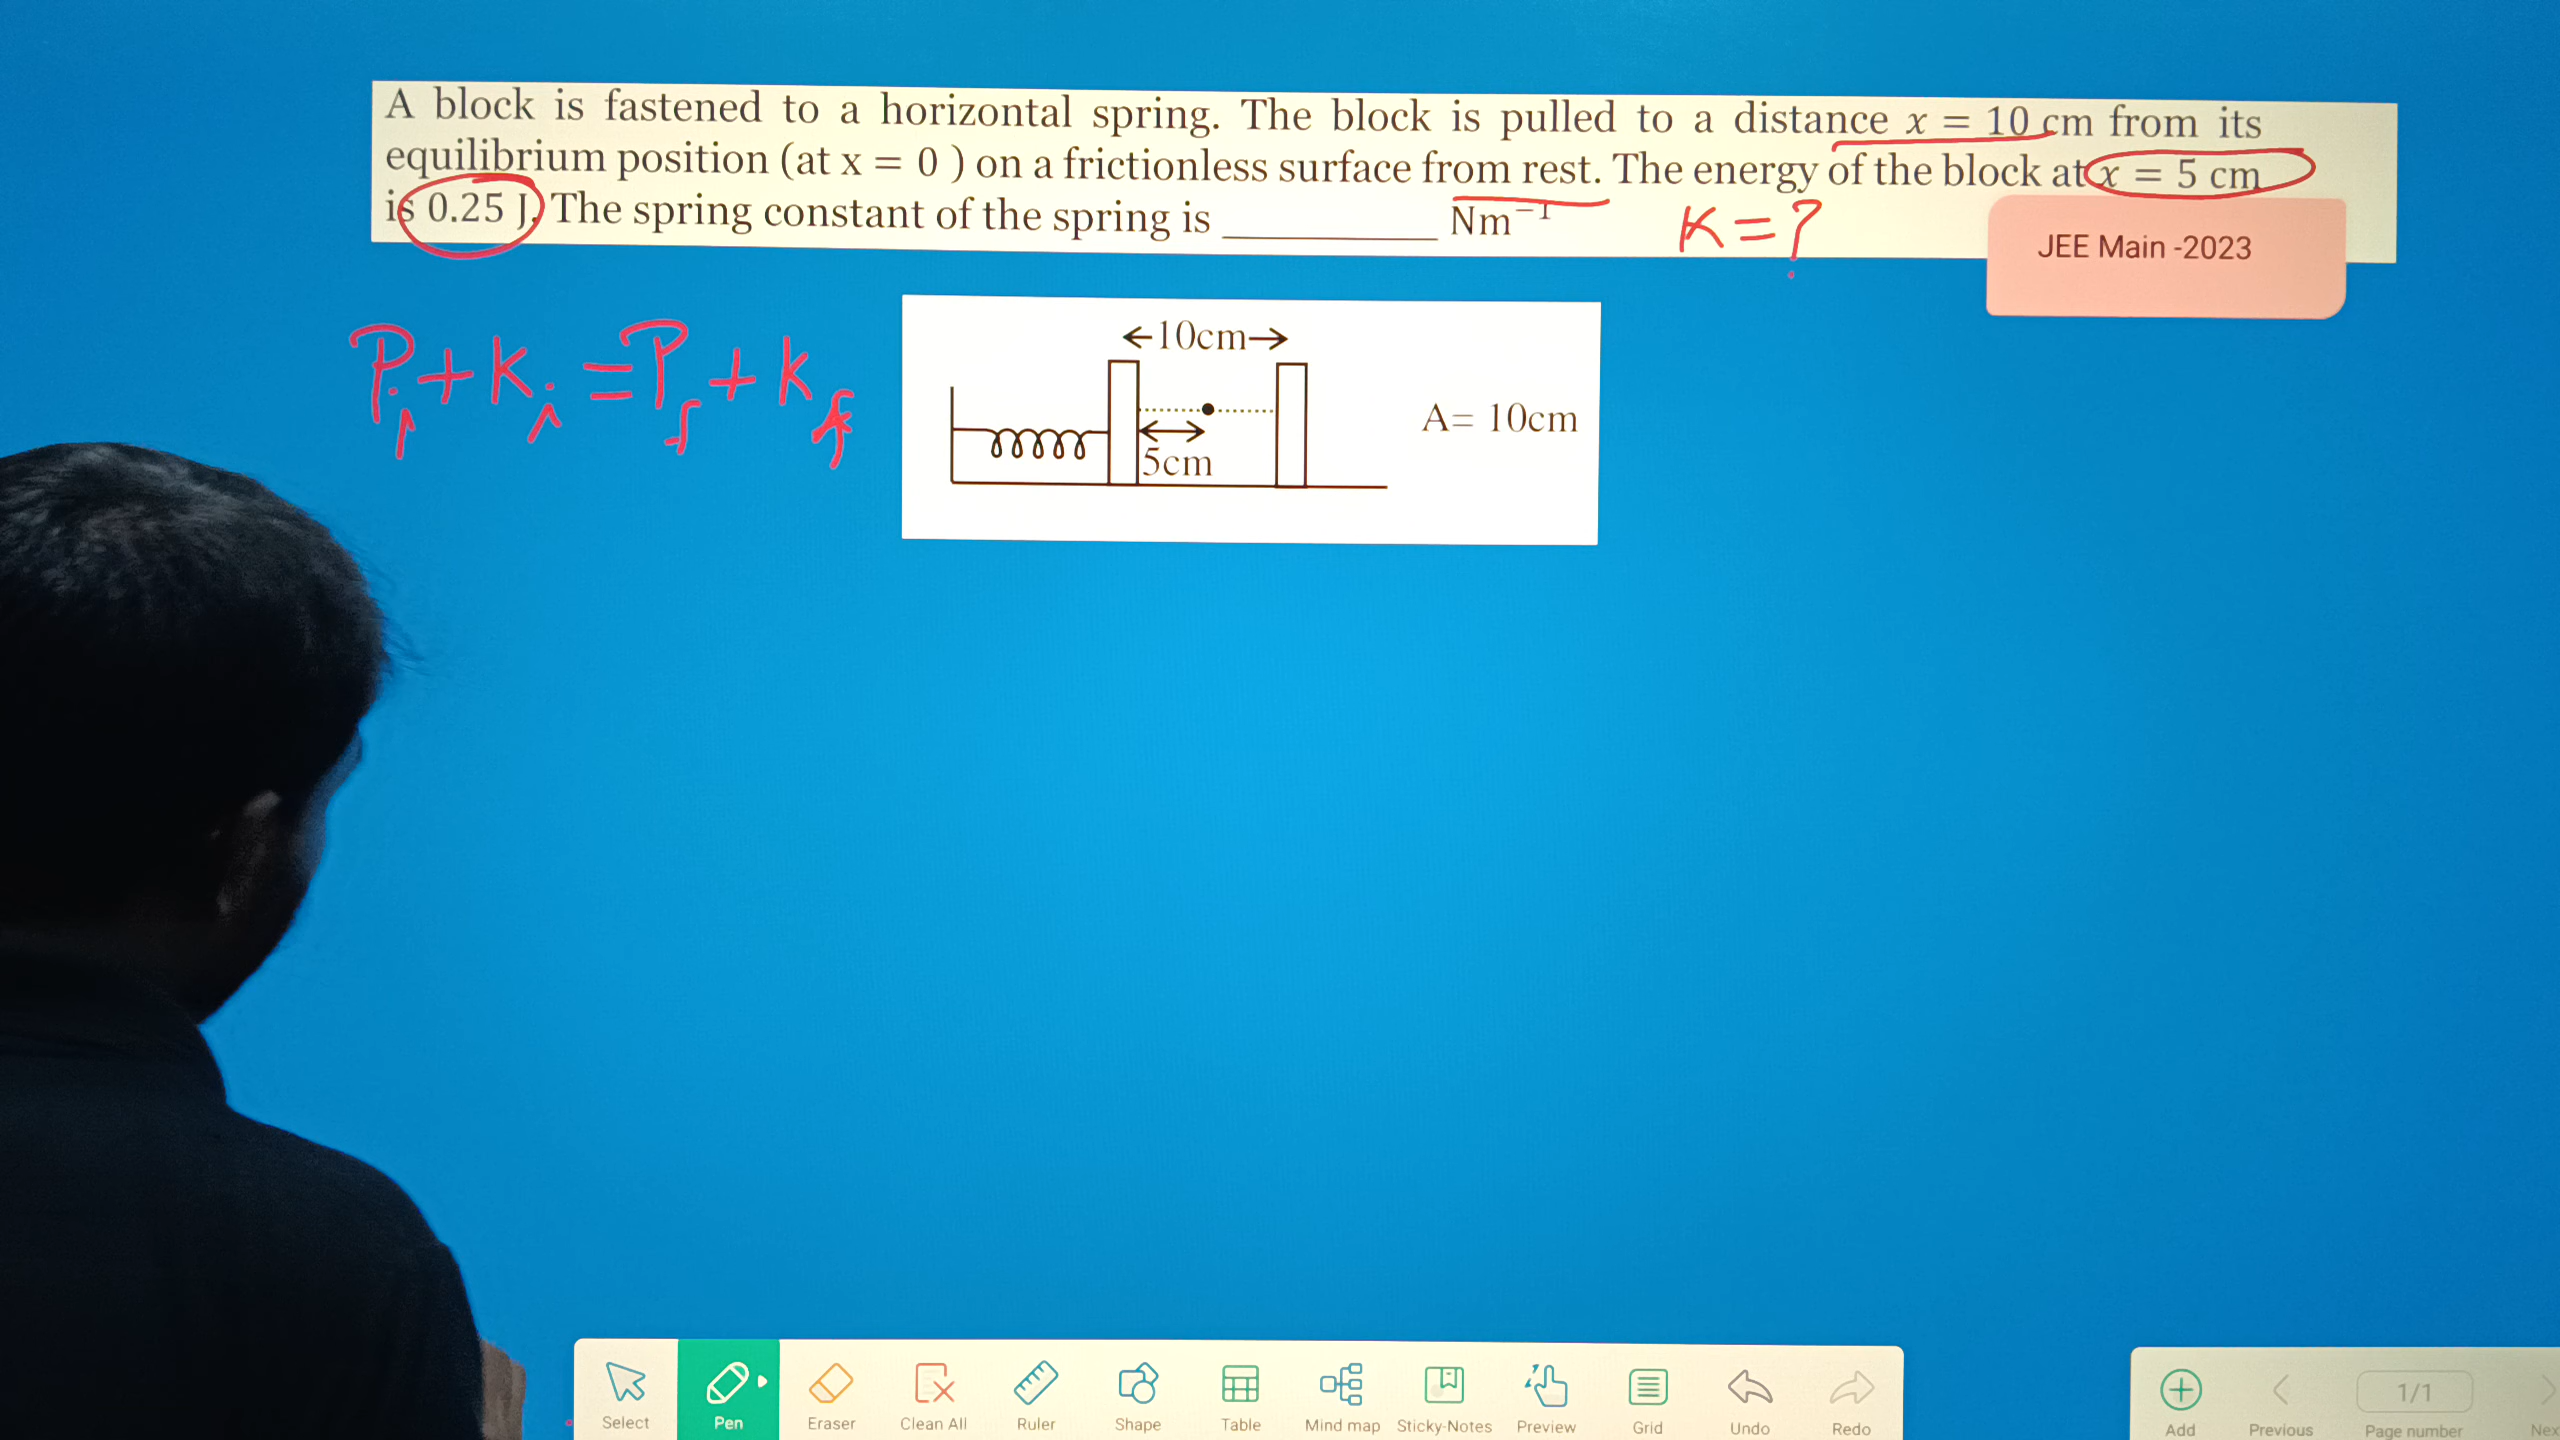 A block is fastened to a horizontal spring. The block is pulled to a distance x = 10 cm from its
equilibrium position (at x = 0 ) on a frictionless surface from rest. The energy of the block at x = 5 cm
is 0.25 J. The spring constant of the spring is __________ Nm⁻¹
K=?
JEE Main -2023
Pᵢ+Kᵢ=P_f+K_f
10cm
5cm
A= 10cm
Select
Pen
Eraser
Clean All
Ruler
Shape
Table
Mind map
Sticky-Notes
Preview
Grid
Undo
Redo
Add
Previous
1/1
Page number